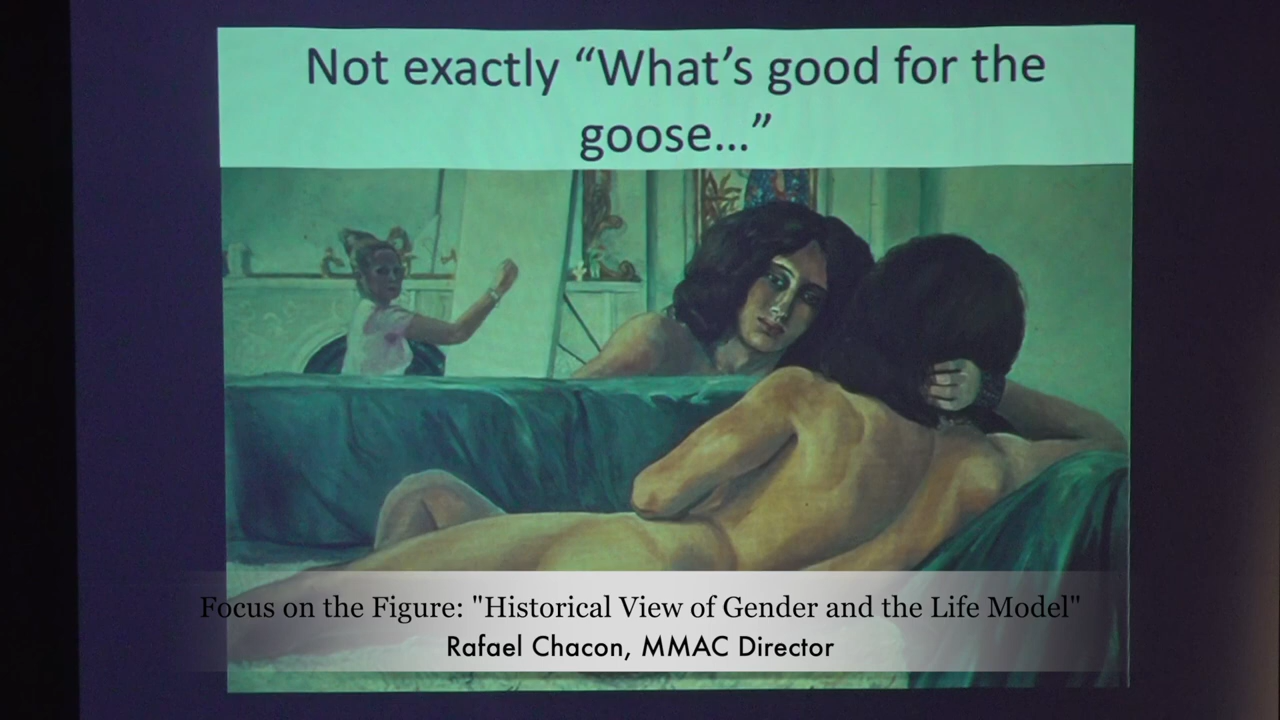 Not exactly “What’s good for the
goose…”
Focus on the Figure: "Historical View of Gender and the Life Model"
Rafael Chacon, MMAC Director